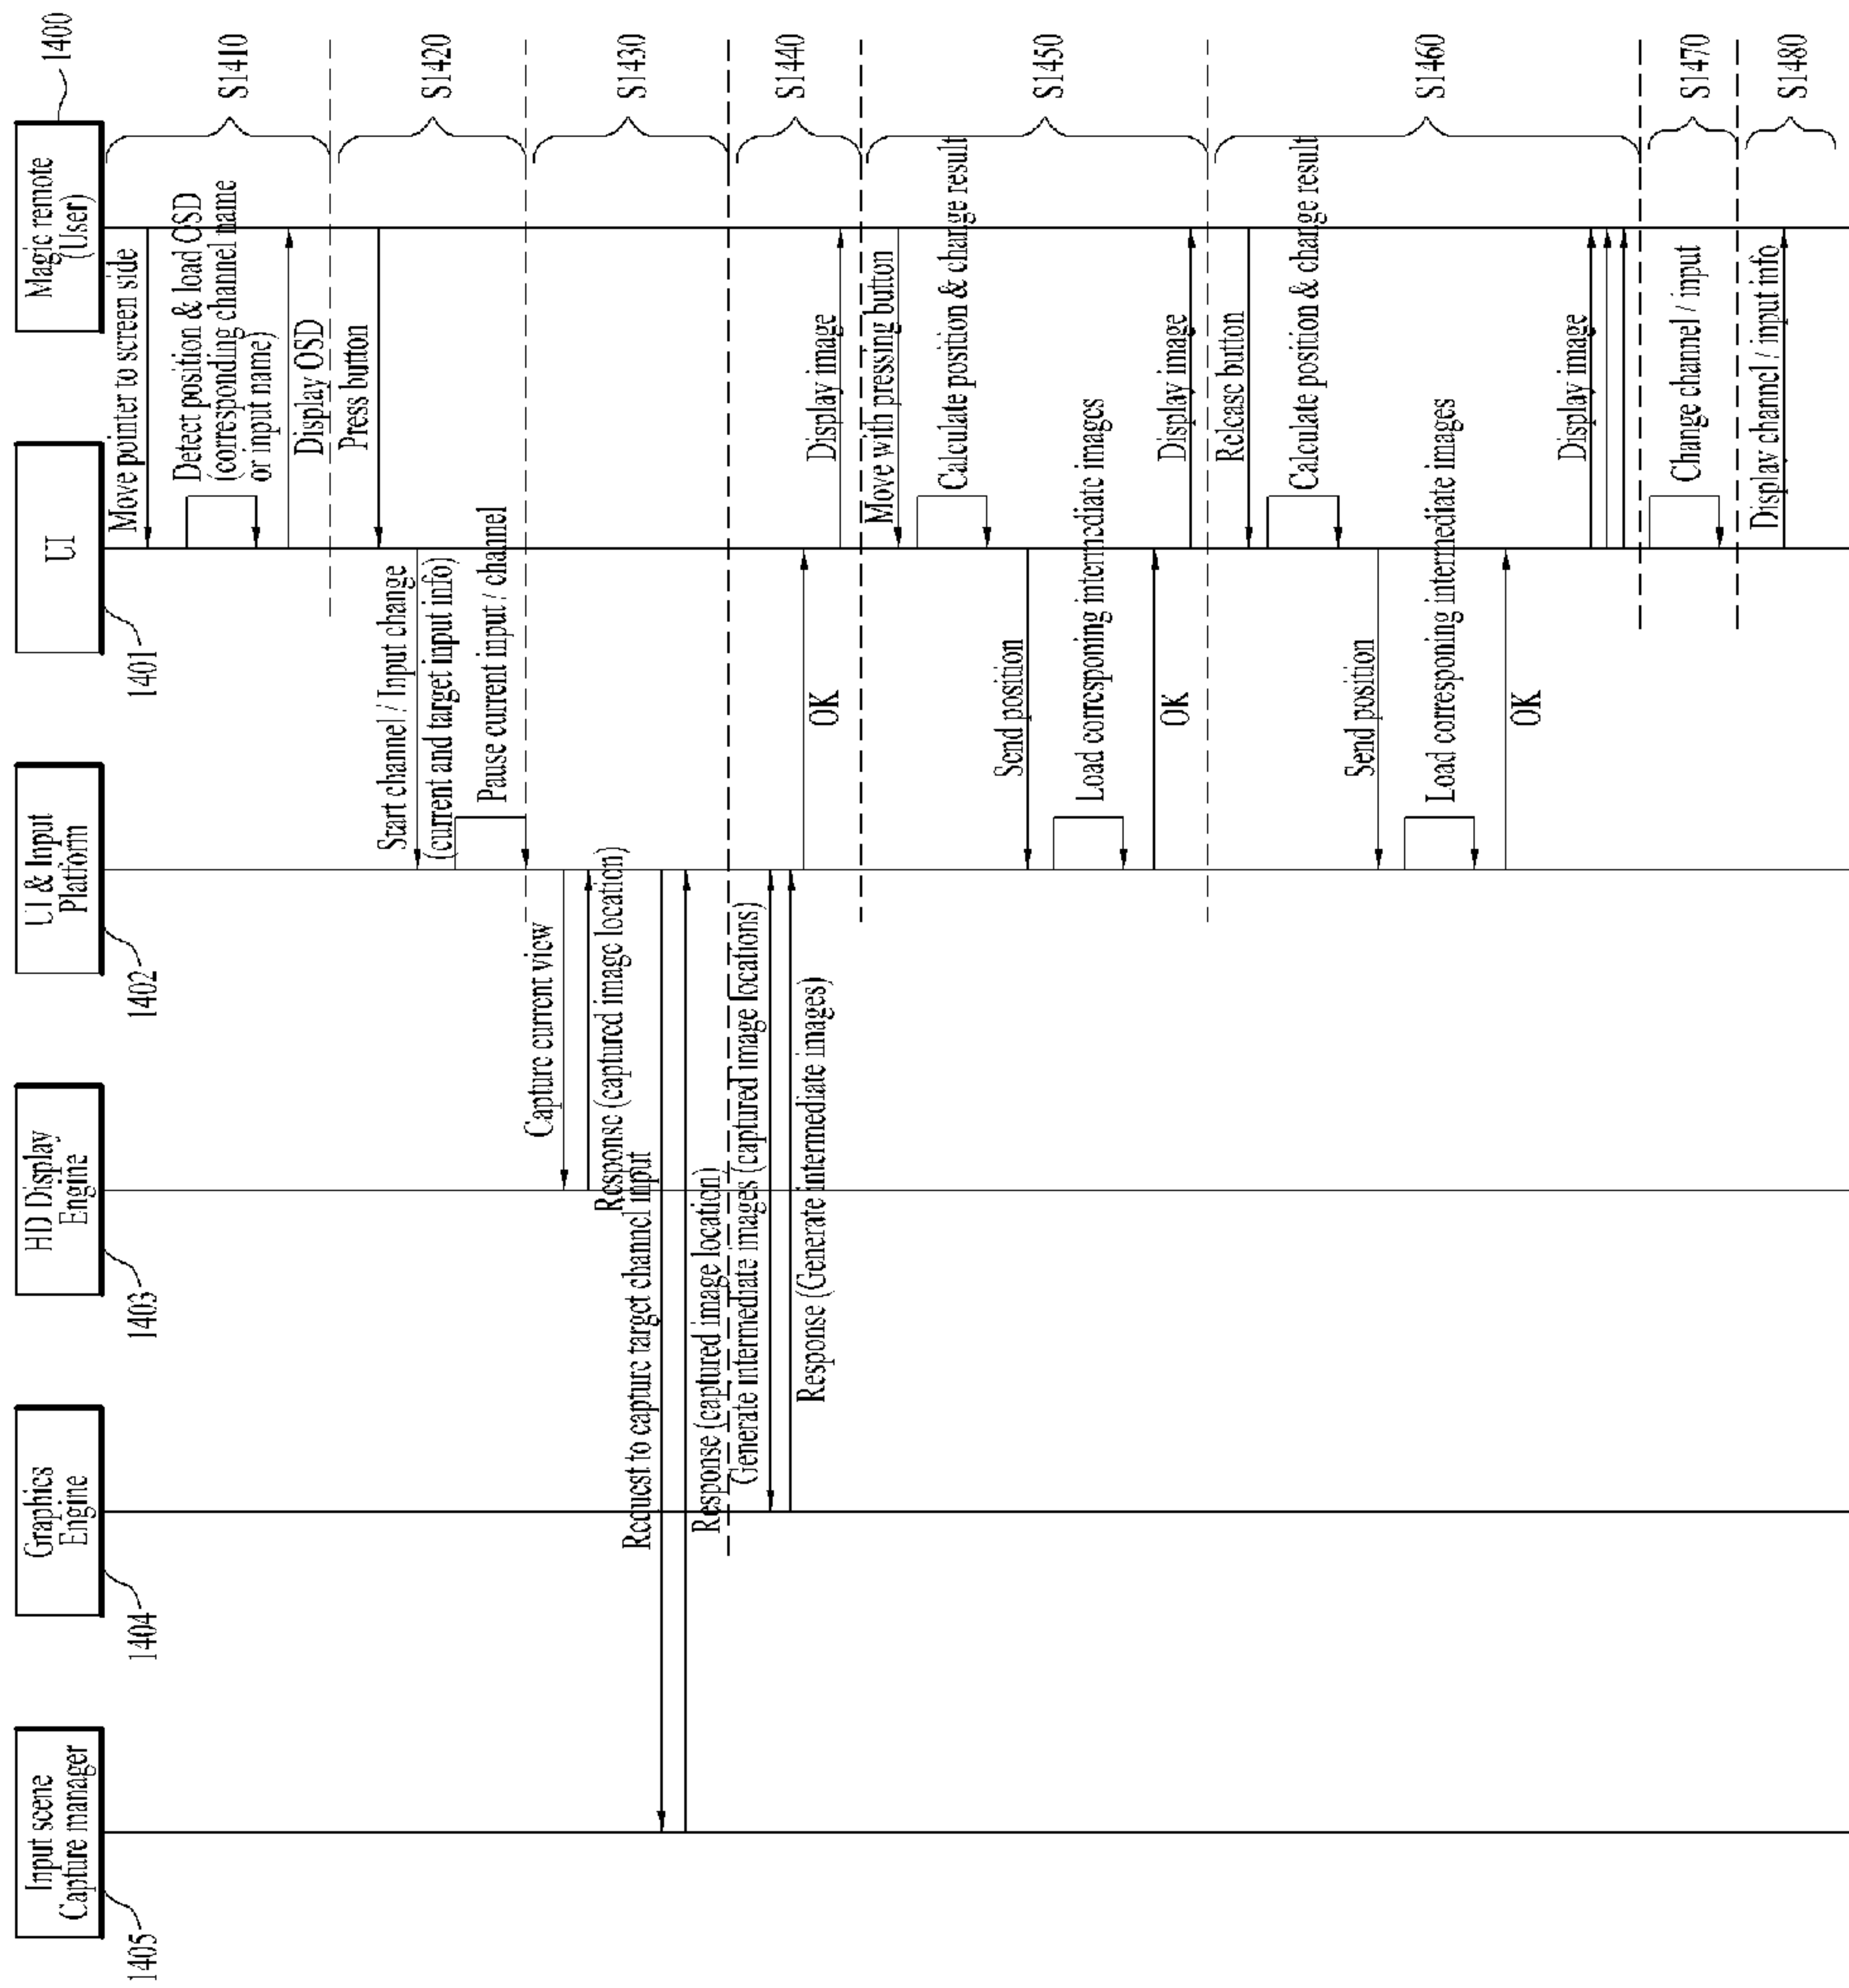 Magic remote
(User)
1400
UI
1401
UI & Input
Platform
1402
HD Display
Engine
1403
Graphics
Engine
1404
Input scene
Capture manager
1405
S1410
Move pointer to screen side
Detect position & load OSD
(corresponding channel name
or input name)
Display OSD
S1420
Press button
Start channel / Input change
(current and target input info)
Pause current input / channel
S1430
Capture current view
Response (captured image location)
Request to capture target channel input
Response (captured image location)
S1440
Generate intermediate images (captured image locations)
Response (Generate intermediate images)
OK
Display image
S1450
Move with pressing button
Calculate position & change result
Send position
Load corresponing intermediate images
OK
Display image
S1460
Release button
Calculate position & change result
Send position
Load corresponing intermediate images
OK
Display image
S1470
Change channel / input
S1480
Display channel / input info